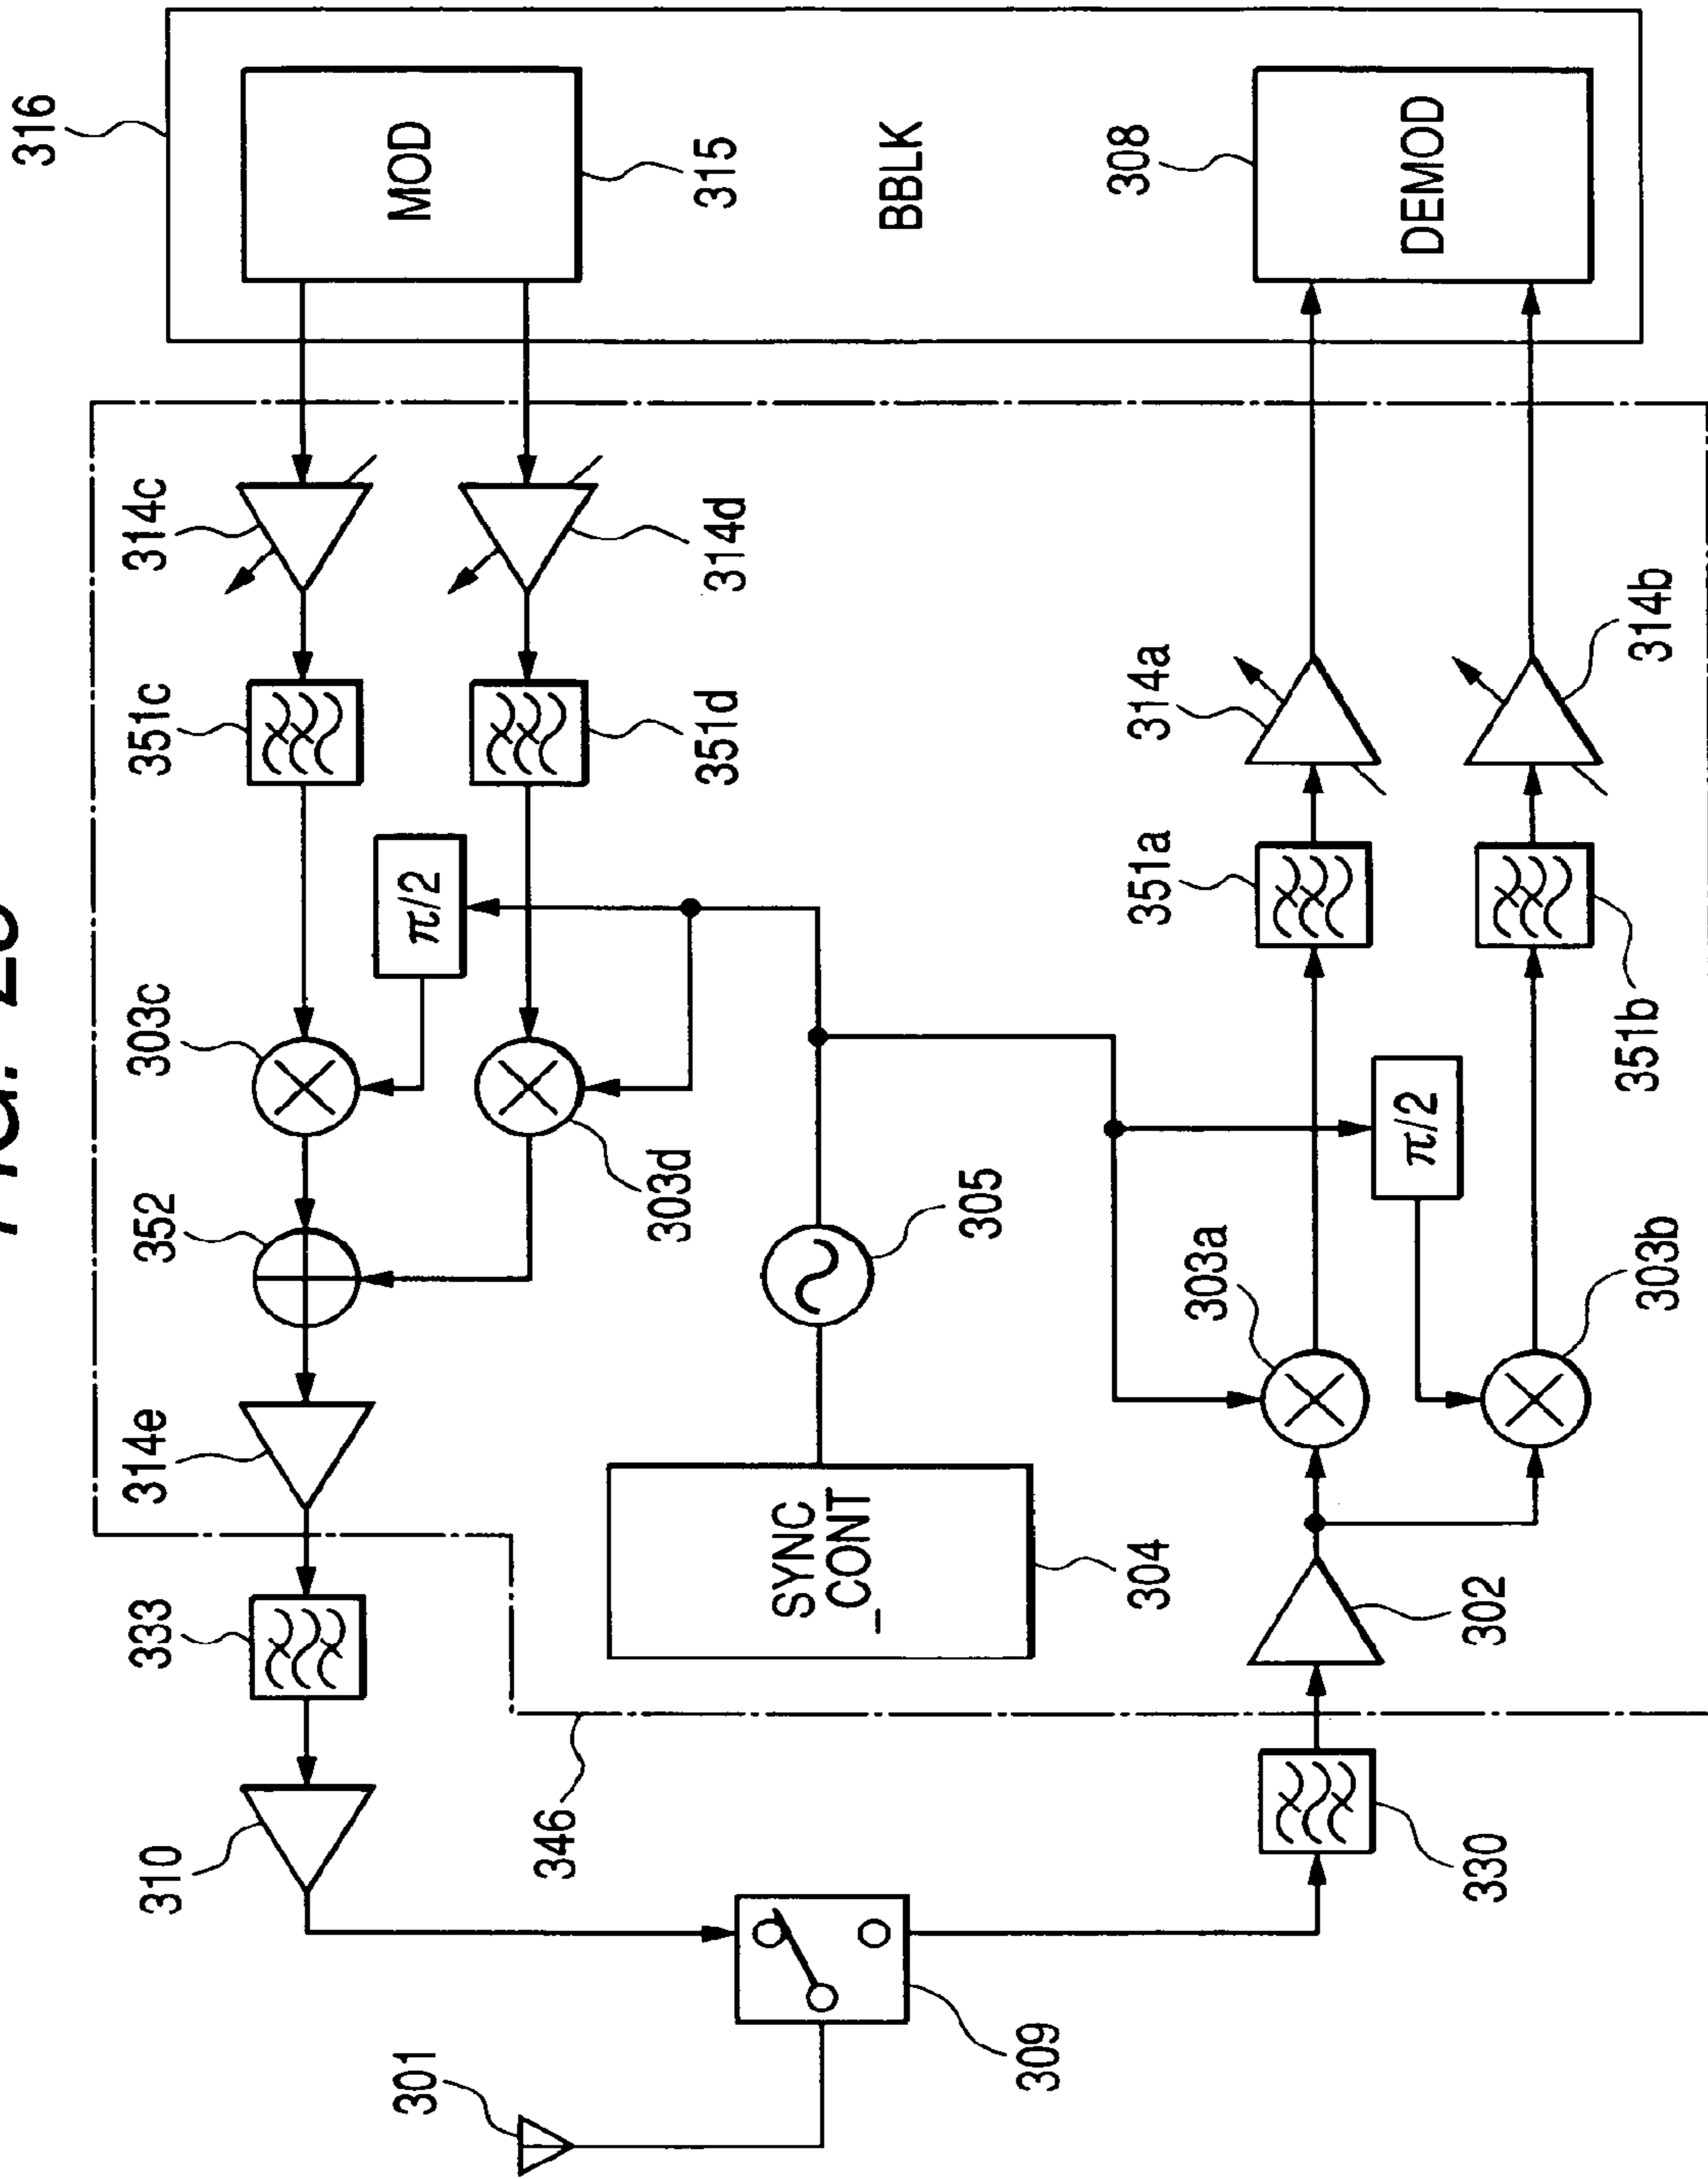 FIG.
316
310
333
314e
352
303c
351c
314c
301
π/2
MOD
346
303d
351d
314d
315
SYNC
_CONT
BBLK
305
309
304
351a
314a
308
303a
π/2
DEMOD
330
302
303b
351b
314b